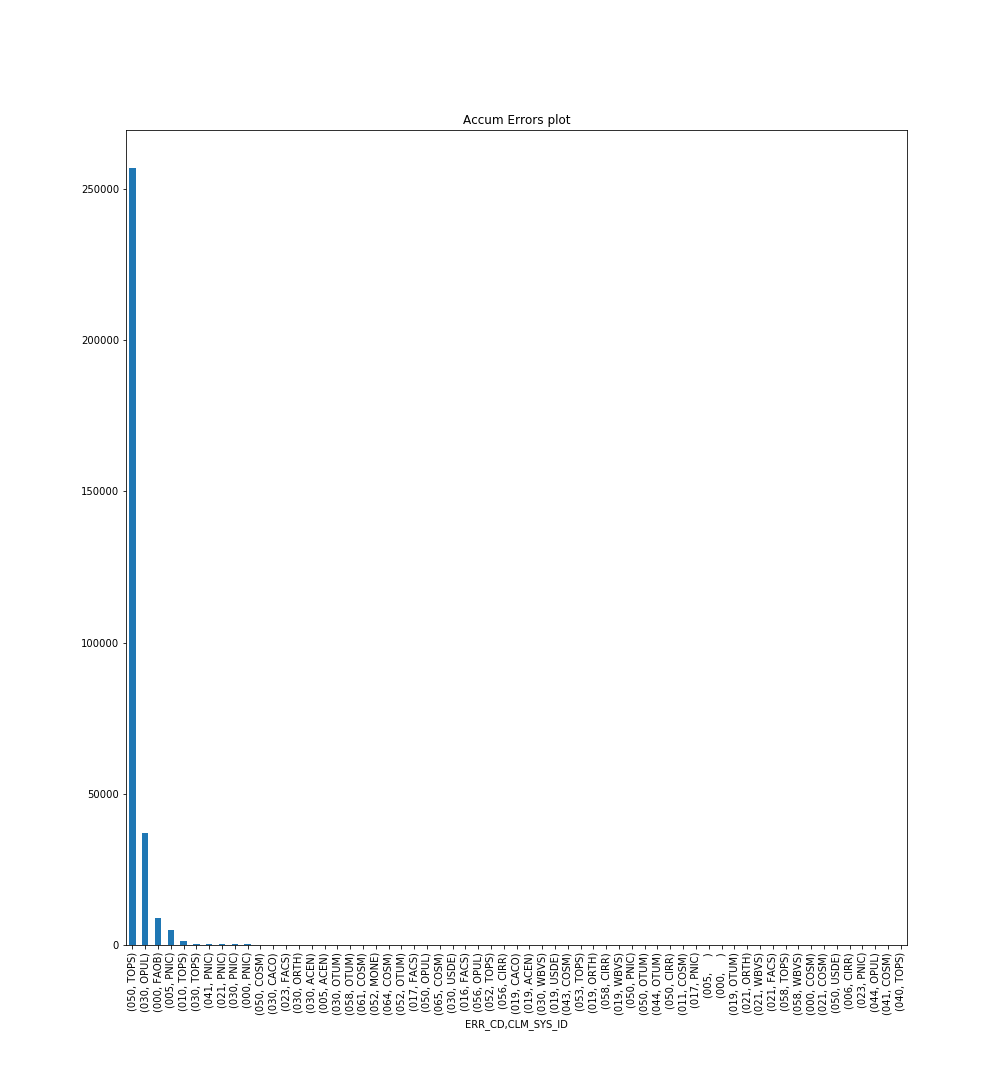 Accum Errors plot
250000
200000
150000
100000
50000
0
(050, TOPS)
(030, OPUL)
(000, FAOB)
(005, PNIC)
(010, TOPS)
(030, TOPS)
(041, PNIC)
(021, PNIC)
(030, PNIC)
(000, PNIC)
(050, COSM)
(030, CACO)
(023, FACS)
(030, ORTH)
(030, ACEN)
(005, ACEN)
(030, OTUM)
(058, OTUM)
(061, COSM)
(052, MONE)
(064, COSM)
(052, OTUM)
(017, FACS)
(050, OPUL)
(065, COSM)
(030, USDE)
(016, FACS)
(056, OPUL)
(052, TOPS)
(056, CIRR)
(019, CACO)
(019, ACEN)
(030, WBVS)
(019, USDE)
(043, COSM)
(053, TOPS)
(019, ORTH)
(058, CIRR)
(019, WBVS)
(050, PNIC)
(050, OTUM)
(044, OTUM)
(050, CIRR)
(011, COSM)
(017, PNIC)
(005,     )
(000,     )
(019, OTUM)
(021, ORTH)
(021, WBVS)
(021, FACS)
(058, TOPS)
(058, WBVS)
(000, COSM)
(021, COSM)
(050, USDE)
(006, CIRR)
(023, PNIC)
(044, OPUL)
(041, COSM)
(040, TOPS)
ERR_CD,CLM_SYS_ID